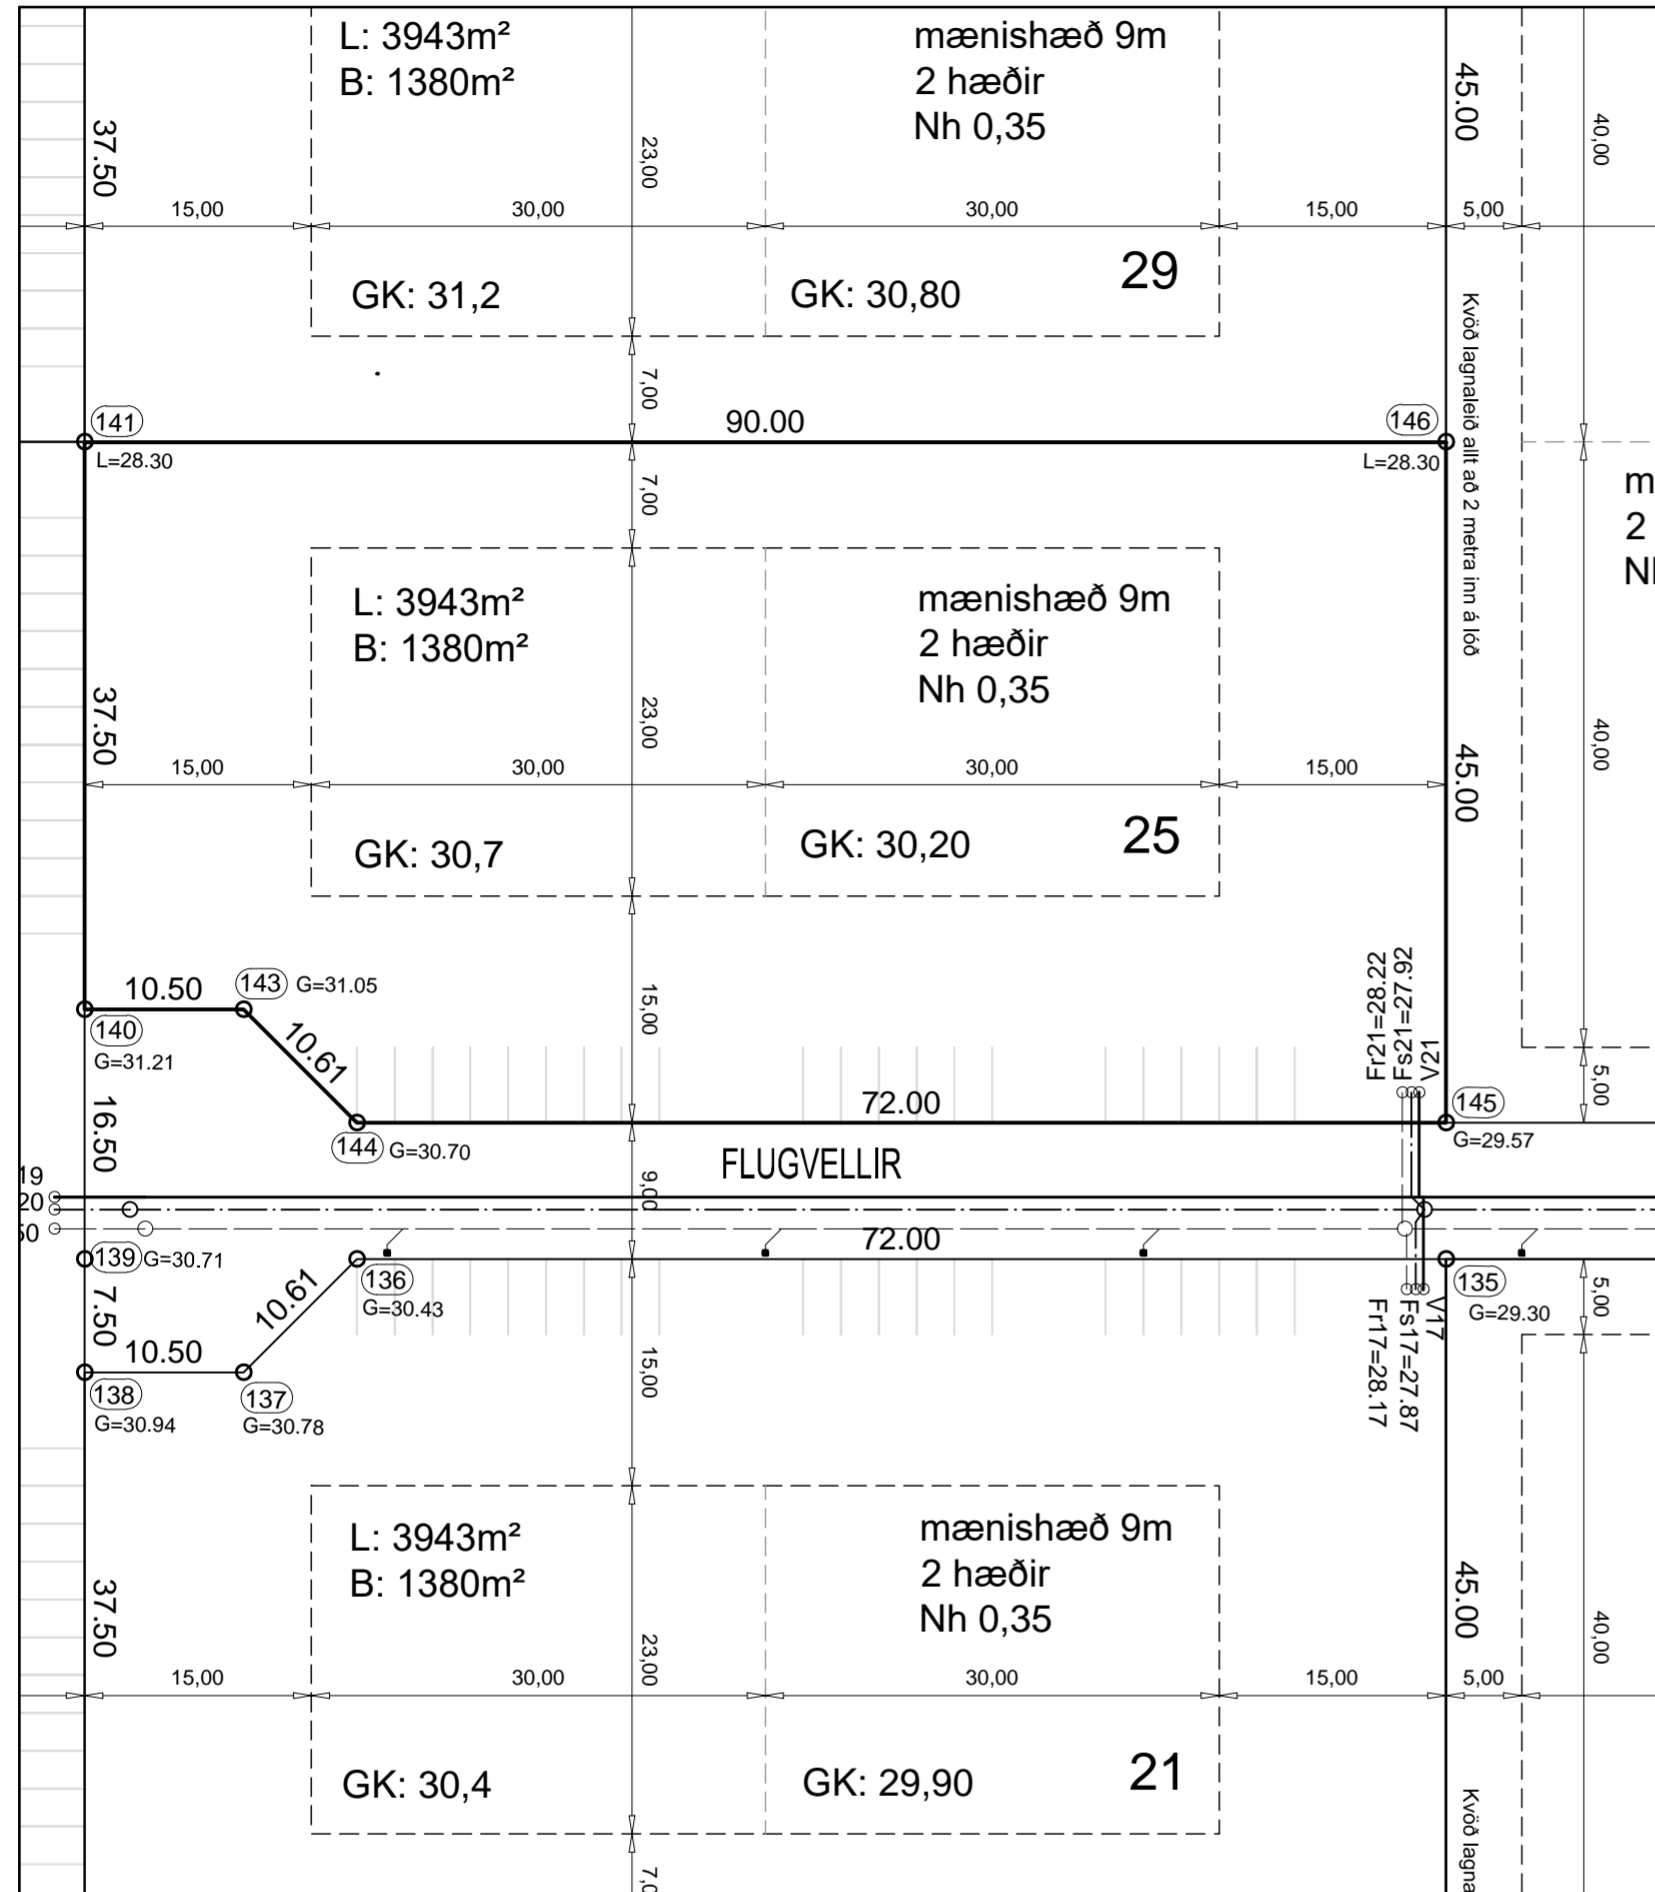 L: 3943m²
B: 1380m²
mænishæð 9m
2 hæðir
Nh 0,35
37.50
23,00
45.00
40,00
15,00
30,00
30,00
15,00
5,00
GK: 31,2
GK: 30,80
29
Kvöð lagnaleið allt að 2 metra inn á lóð
7,00
141
90.00
146
L=28.30
L=28.30
7,00
L: 3943m²
B: 1380m²
mænishæð 9m
2 hæðir
Nh 0,35
2
37.50
23,00
45.00
40,00
15,00
30,00
30,00
15,00
GK: 30,7
GK: 30,20
25
10.50
143
G=31.05
15,00
Fr21=28.22
Fs21=27.92
V21
140
G=31.21
10.61
5,00
16.50
72.00
145
144
G=30.70
G=29.57
FLUGVELLIR
9,00
19
20
50
72.00
139
G=30.71
136
G=30.43
135
G=29.30
10.61
7.50
5,00
10.50
Fr17=28.17
Fs17=27.87
V17
138
G=30.94
137
G=30.78
15,00
L: 3943m²
B: 1380m²
mænishæð 9m
2 hæðir
Nh 0,35
37.50
23,00
45.00
40,00
15,00
30,00
30,00
15,00
5,00
GK: 30,4
GK: 29,90
21
Kvöð lagna
7,0